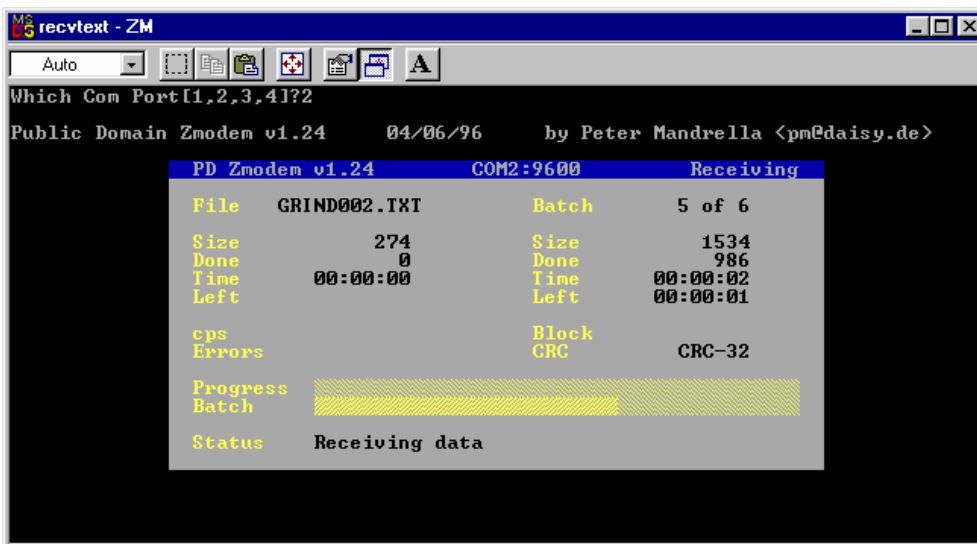 recvtext - ZM
Auto
A
Which Com Port[1,2,3,4]?2
Public Domain Zmodem v1.24 04/06/96 by Peter Mandrella <pm@daisy.de>
PD Zmodem v1.24 COM2:9600 Receiving
File GRIND002.TXT Batch 5 of 6
Size 274 Size 1534
Done 0 Done 986
Time 00:00:00 Time 00:00:02
Left Left 00:00:01
cps Block
Errors CRC CRC-32
Progress
Batch
Status Receiving data